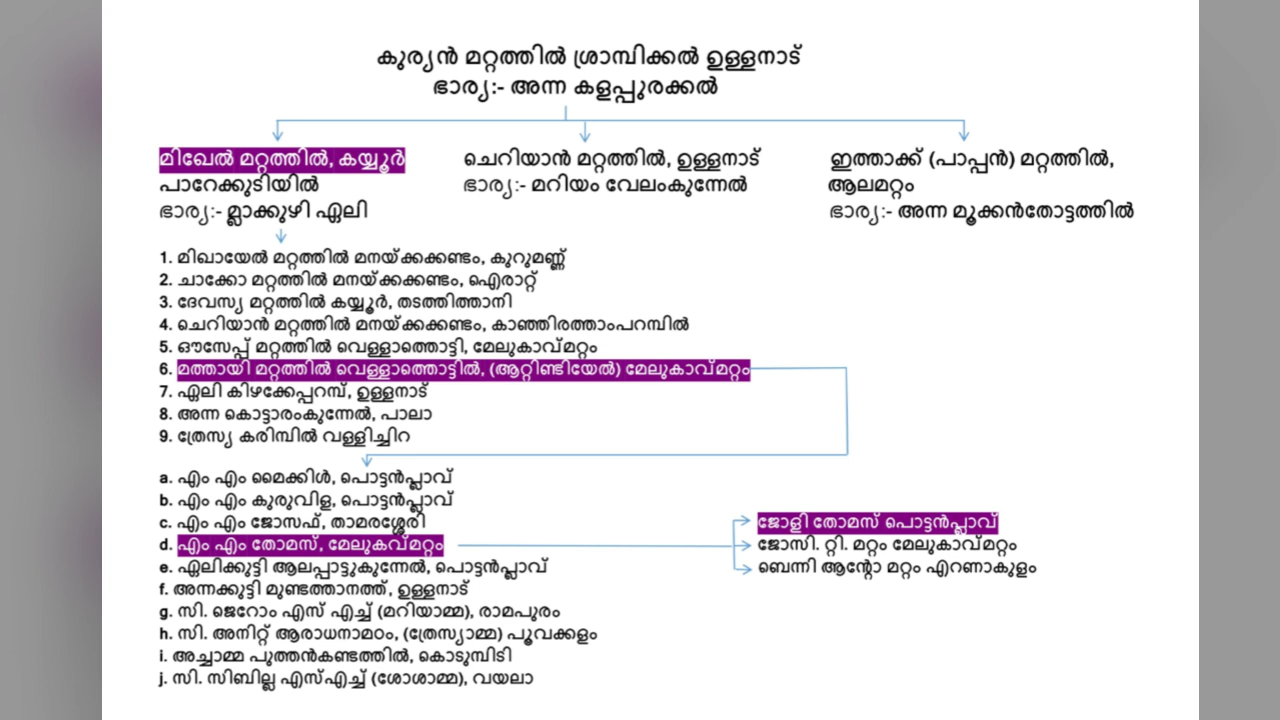 കുര്യൻ മറ്റത്തിൽ ശ്രാമ്പിക്കൽ ഉള്ളനാട്
ഭാര്യ:- അന്ന കളപ്പുരക്കൽ
മിഖേൽ മറ്റത്തിൽ, കയ്യൂർ
പാറേക്കുടിയിൽ
ഭാര്യ:- മ്ലാക്കുഴി ഏലി
ചെറിയാൻ മറ്റത്തിൽ, ഉള്ളനാട്
ഭാര്യ:- മറിയം വേലംകുന്നേൽ
ഇത്താക്ക് (പാപ്പൻ) മറ്റത്തിൽ,
ആലമറ്റം
ഭാര്യ:- അന്ന മൂക്കൻതോട്ടത്തിൽ
1. മിഖായേൽ മറ്റത്തിൽ മനയ്ക്കക്കണ്ടം, കുറുമണ്ണ്
2. ചാക്കോ മറ്റത്തിൽ മനയ്ക്കക്കണ്ടം, ഐരാറ്റ്
3. ദേവസ്യ മറ്റത്തിൽ കയ്യൂർ, തടത്തിത്താനി
4. ചെറിയാൻ മറ്റത്തിൽ മനയ്ക്കക്കണ്ടം, കാഞ്ഞിരത്താംപറമ്പിൽ
5. ഔസേപ്പ് മറ്റത്തിൽ വെള്ളാത്തൊട്ടി, മേലുകാവ്മറ്റം
6. മത്തായി മറ്റത്തിൽ വെള്ളാത്തൊട്ടിൽ, (ആറ്റിണ്ടിയേൽ) മേലുകാവ്മറ്റം
7. ഏലി കിഴക്കേപ്പറമ്പ്, ഉള്ളനാട്
8. അന്ന കൊട്ടാരംകുന്നേൽ, പാലാ
9. ത്രേസ്യ കരിമ്പിൽ വള്ളിച്ചിറ
a. എം എം മൈക്കിൾ, പൊട്ടൻപ്ലാവ്
b. എം എം കുരുവിള, പൊട്ടൻപ്ലാവ്
c. എം എം ജോസഫ്, താമരശ്ശേരി
d. എം എം തോമസ്, മേലുകവ്മറ്റം
e. ഏലിക്കുട്ടി ആലപ്പാട്ടുകുന്നേൽ, പൊട്ടൻപ്ലാവ്
f. അന്നക്കുട്ടി മുണ്ടത്താനത്ത്, ഉള്ളനാട്
g. സി. ജെറോം എസ് എച്ച് (മറിയാമ്മ), രാമപുരം
h. സി. അനിറ്റ് ആരാധനാമഠം, (ത്രേസ്യാമ്മ) പൂവക്കളം
i. അച്ചാമ്മ പുത്തൻകണ്ടത്തിൽ, കൊടുമ്പിടി
j. സി. സിബില്ല എസ്എച്ച് (ശോശാമ്മ), വയലാ
ജോളി തോമസ് പൊട്ടൻപ്ലാവ്
ജോസി. റ്റി. മറ്റം മേലുകാവ്മറ്റം
ബെന്നി ആന്റോ മറ്റം എറണാകുളം